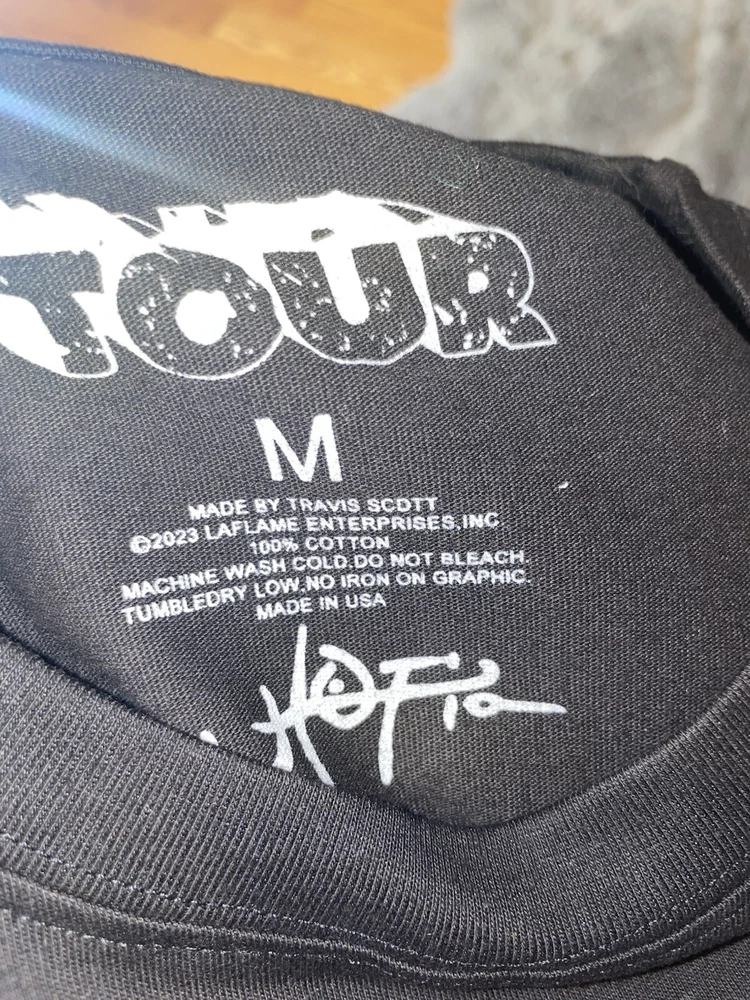 TOUR
M
MADE BY TRAVIS SCOTT
©2023 LAFLAME ENTERPRISES,INC
100% COTTON
MACHINE WASH COLD.DO NOT BLEACH.
TUMBLEDRY LOW,NO IRON ON GRAPHIC.
MADE IN USA